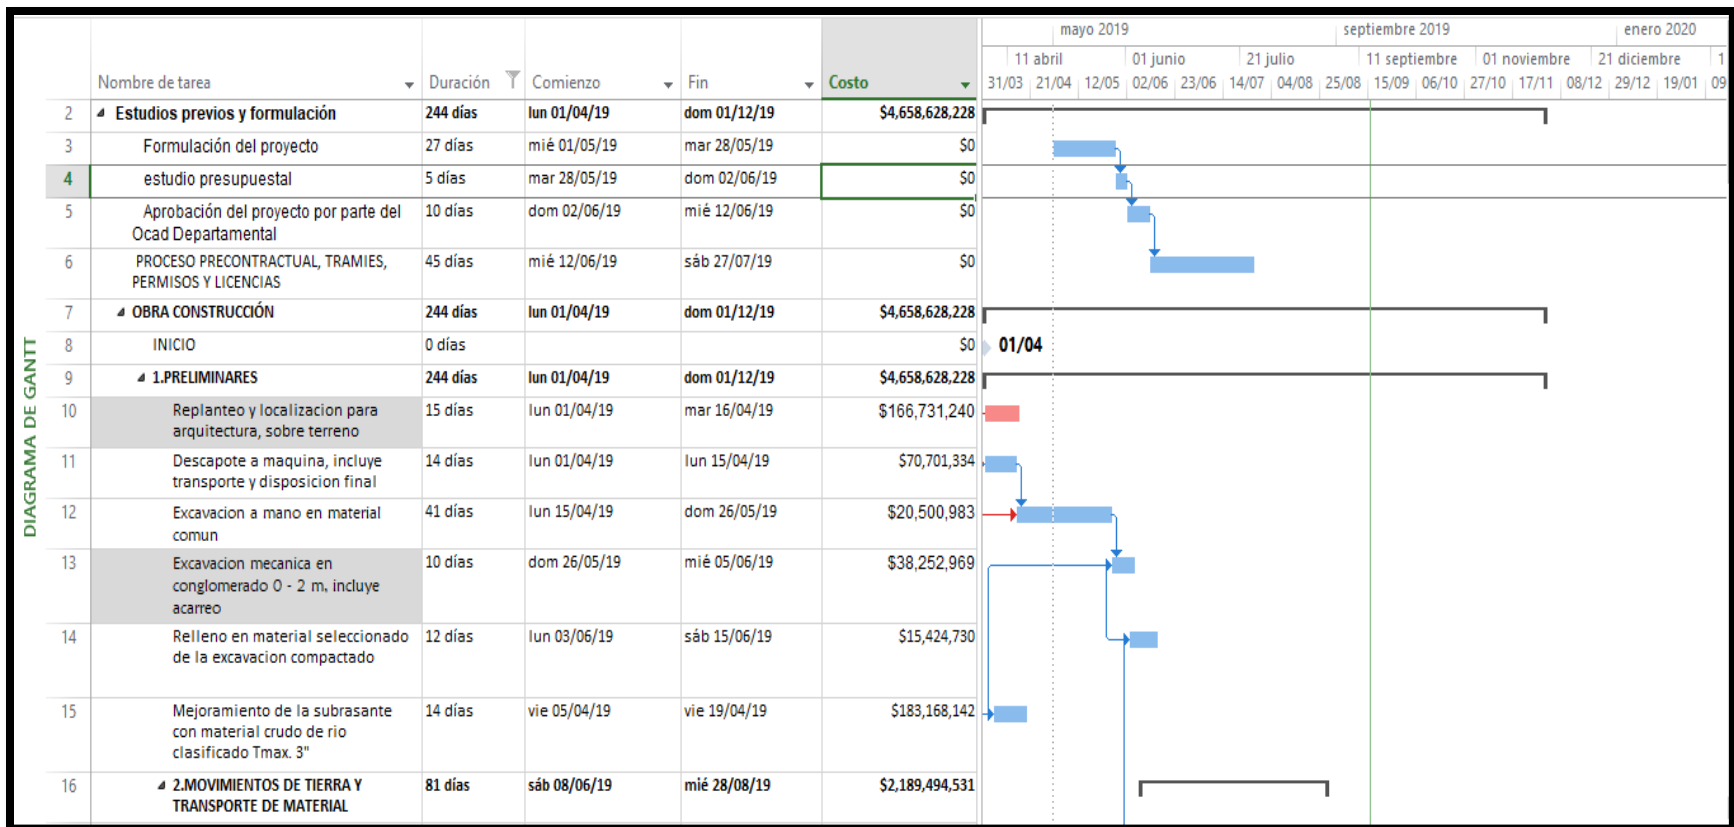 mayo 2019 septiembre 2019 enero 2020
11 abril 01 junio 21 julio 11 septiembre 01 noviembre 21 diciembre 1
Nombre de tarea Duración Comienzo Fin Costo 31/03 21/04 12/05 02/06 23/06 14/07 04/08 25/08 15/09 06/10 27/10 17/11 08/12 29/12 19/01 09
2 Estudios previos y formulación 244 días lun 01/04/19 dom 01/12/19 $4,658,628,228
3 Formulación del proyecto 27 días mié 01/05/19 mar 28/05/19 $0
4 estudio presupuestal 5 días mar 28/05/19 dom 02/06/19 $0
5 Aprobación del proyecto por parte del 10 días dom 02/06/19 mié 12/06/19 $0
Ocad Departamental
6 PROCESO PRECONTRACTUAL, TRAMIES, 45 días mié 12/06/19 sáb 27/07/19 $0
PERMISOS Y LICENCIAS
7 OBRA CONSTRUCCIÓN 244 días lun 01/04/19 dom 01/12/19 $4,658,628,228
8 INICIO 0 días $0 01/04
9 1.PRELIMINARES 244 días lun 01/04/19 dom 01/12/19 $4,658,628,228
10 Replanteo y localizacion para 15 días lun 01/04/19 mar 16/04/19 $166,731,240
arquitectura, sobre terreno
11 Descapote a maquina, incluye 14 días lun 01/04/19 lun 15/04/19 $70,701,334
transporte y disposicion final
12 Excavacion a mano en material 41 días lun 15/04/19 dom 26/05/19 $20,500,983
comun
13 Excavacion mecanica en 10 días dom 26/05/19 mié 05/06/19 $38,252,969
conglomerado 0 - 2 m, incluye
acarreo
14 Relleno en material seleccionado 12 días lun 03/06/19 sáb 15/06/19 $15,424,730
de la excavacion compactado
15 Mejoramiento de la subrasante 14 días vie 05/04/19 vie 19/04/19 $183,168,142
con material crudo de rio
clasificado Tmax. 3"
16 2.MOVIMIENTOS DE TIERRA Y 81 días sáb 08/06/19 mié 28/08/19 $2,189,494,531
TRANSPORTE DE MATERIAL
DIAGRAMA DE GANTT